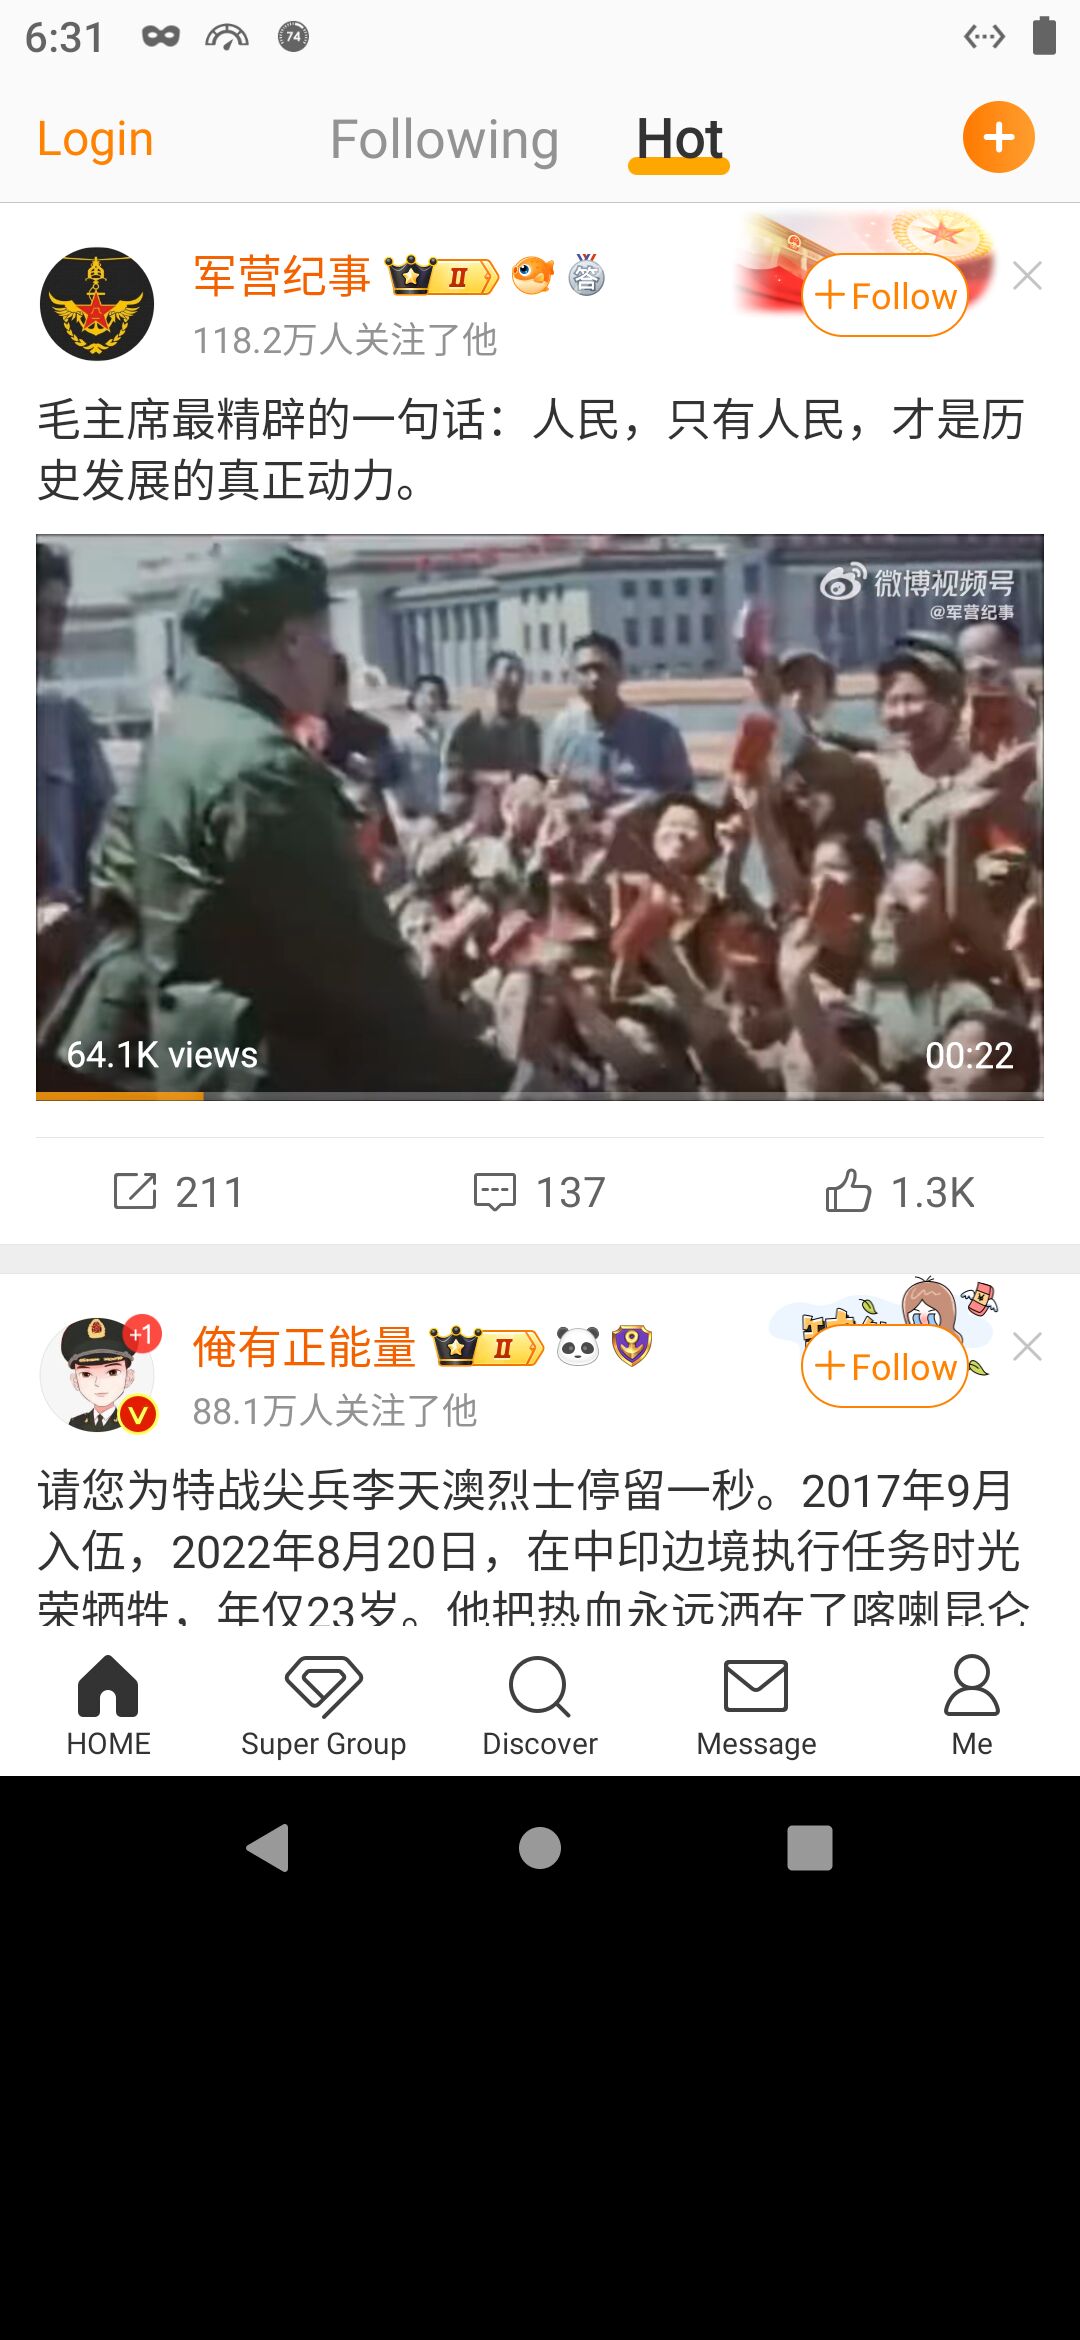 6:31
74
Login
Following
Hot
军营纪事
II
答
+Follow
118.2万人关注了他
毛主席最精辟的一句话：人民，只有人民，才是历
史发展的真正动力。
微博视频号
@军营纪事
64.1K views
00:22
211
137
1.3K
+1
俺有正能量
II
+Follow
V
88.1万人关注了他
请您为特战尖兵李天澳烈士停留一秒。2017年9月
入伍，2022年8月20日，在中印边境执行任务时光
荣牺牲，年仅23岁。他把热血永远洒在了喀喇昆仑
HOME
Super Group
Discover
Message
Me